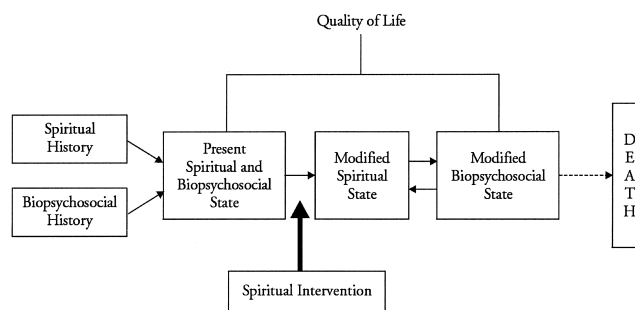 Quality of Life
Spiritual
History
Biopsychosocial
History
Present
Spiritual and
Biopsychosocial
State
Modified
Spiritual
State
Modified
Biopsychosocial
State
D
E
A
T
H
Spiritual Intervention